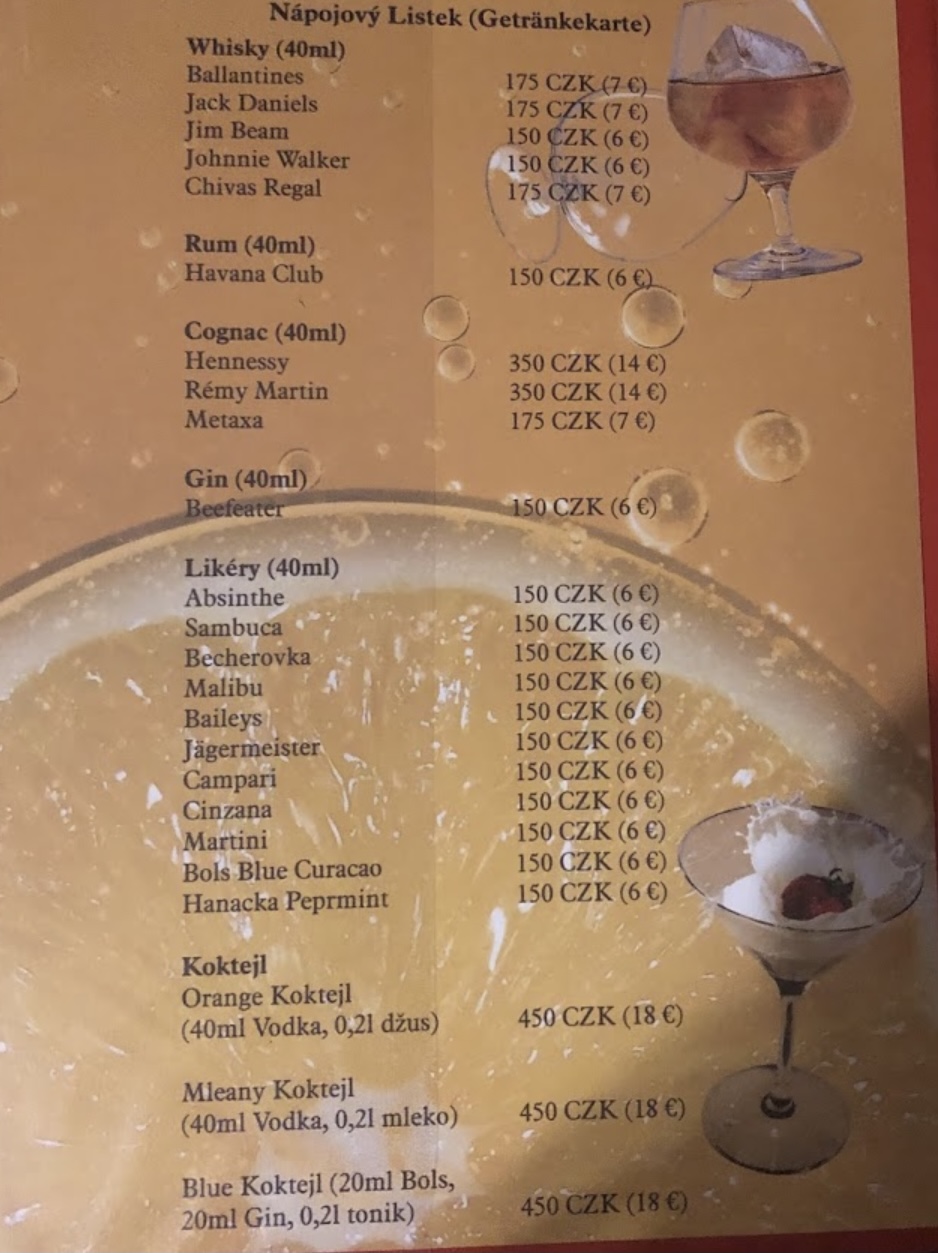 Nápojový Listek (Getränkekarte)
Whisky (40ml)
Ballantines 175 CZK (7 €)
Jack Daniels 175 CZK (7 €)
Jim Beam 150 CZK (6 €)
Johnnie Walker 150 CZK (6 €)
Chivas Regal 175 CZK (7 €)
Rum (40ml)
Havana Club 150 CZK (6 €)
Cognac (40ml)
Hennessy 350 CZK (14 €)
Rémy Martin 350 CZK (14 €)
Metaxa 175 CZK (7 €)
Gin (40ml)
Beefeater 150 CZK (6 €)
Likéry (40ml)
Absinthe 150 CZK (6 €)
Sambuca 150 CZK (6 €)
Becherovka 150 CZK (6 €)
Malibu 150 CZK (6 €)
Baileys 150 CZK (6 €)
Jägermeister 150 CZK (6 €)
Campari 150 CZK (6 €)
Cinzana 150 CZK (6 €)
Martini 150 CZK (6 €)
Bols Blue Curacao 150 CZK (6 €)
Hanacka Peprmint 150 CZK (6 €)
Koktejl
Orange Koktejl
(40ml Vodka, 0,2l džus) 450 CZK (18 €)
Mleany Koktejl
(40ml Vodka, 0,2l mleko) 450 CZK (18 €)
Blue Koktejl (20ml Bols,
20ml Gin, 0,2l tonik) 450 CZK (18 €)